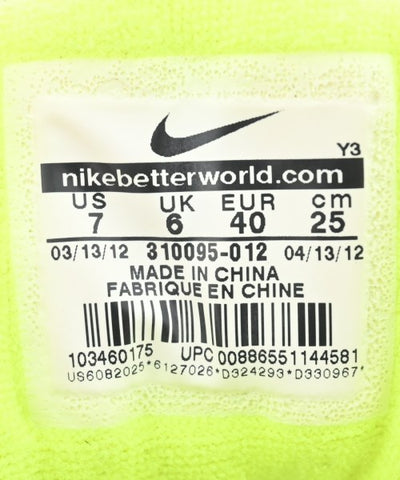 Y3
nikebetterworld.com
US UK EUR cm
7 6 40 25
03/13/12 310095-012 04/13/12
MADE IN CHINA
FABRIQUE EN CHINE
103460175 UPC 00886551144581
US6082025*6127026*D324293*D330967*